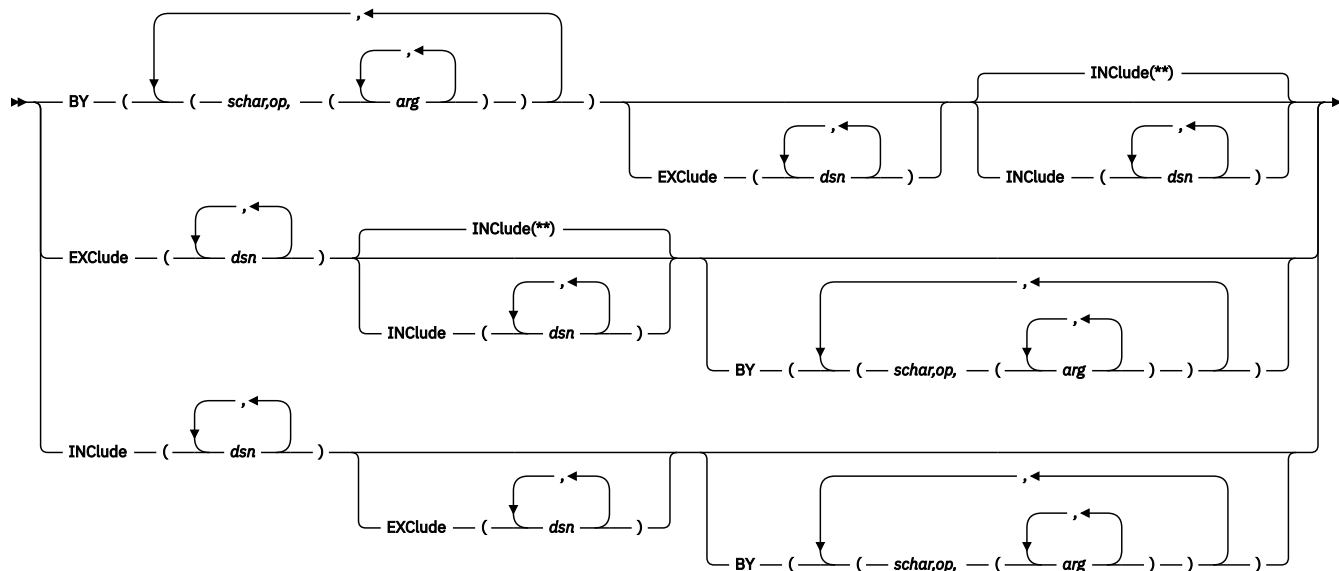 ,
,
INClude(**)
BY ( ( schar,op, ( arg ) ) )
, ,
EXClude ( dsn ) INClude ( dsn )
, INClude(**)
EXClude ( dsn )
, , 
INClude ( dsn ) ,
BY ( ( schar,op, ( arg ) ) )
,
INClude ( dsn )
, ,
EXClude ( dsn ) ,
BY ( ( schar,op, ( arg ) ) )